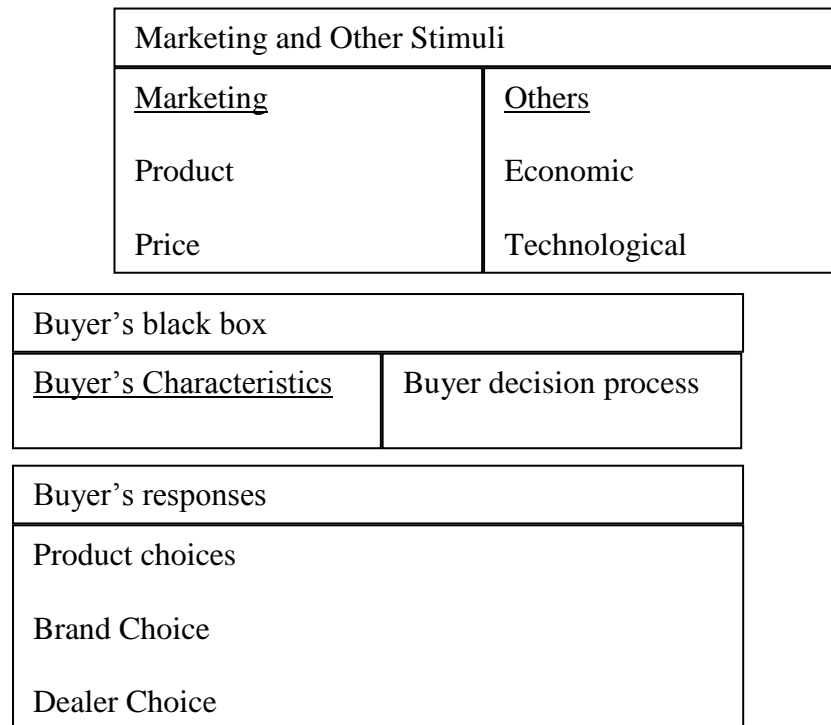 Marketing and Other Stimuli
Marketing Others
Product Economic
Price Technological
Buyer’s black box
Buyer’s Characteristics Buyer decision process
Buyer’s responses
Product choices
Brand Choice
Dealer Choice